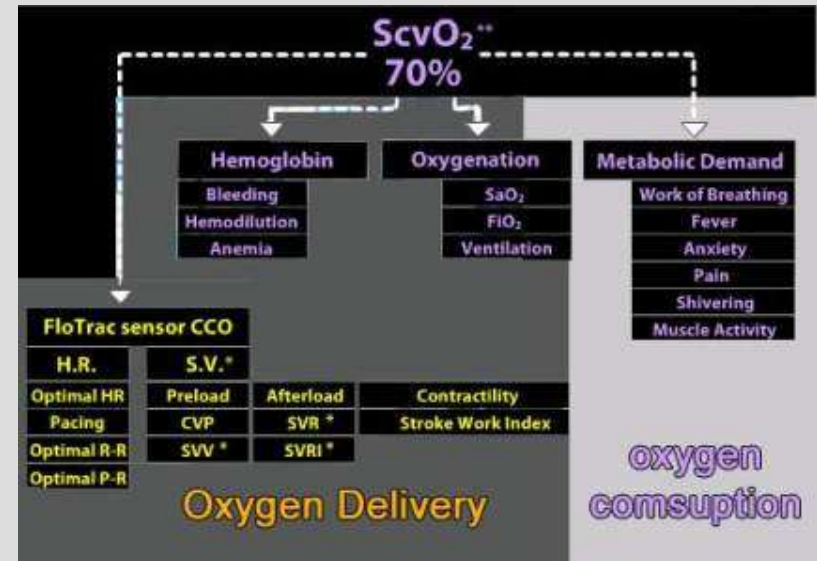 ScvO₂**
70%
Hemoglobin
Bleeding
Hemodilution
Anemia
Oxygenation
SaO₂
FiO₂
Ventilation
Metabolic Demand
Work of Breathing
Fever
Anxiety
Pain
Shivering
Muscle Activity
FloTrac sensor CCO
H.R.
Optimal HR
Pacing
Optimal R-R
Optimal P-R
S.V.*
Preload
CVP
SVV *
Afterload
SVR *
SVRI *
Contractility
Stroke Work Index
Oxygen Delivery
oxygen
comsuption